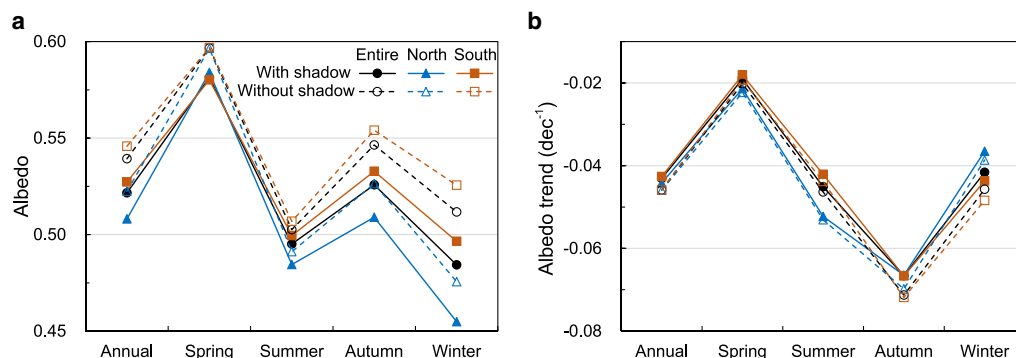 a
0.60
0.55
0.50
0.45
Albedo
Entire North South
With shadow
Without shadow
Annual Spring Summer Autumn Winter
b
-0.02
-0.04
-0.06
-0.08
Albedo trend (dec⁻¹)
Annual Spring Summer Autumn Winter